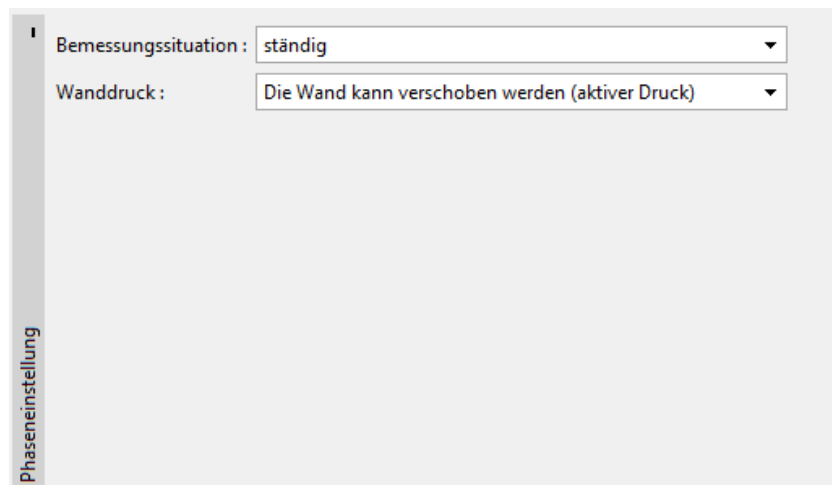 Bemessungssituation : ständig
Wanddruck : Die Wand kann verschoben werden (aktiver Druck)
Phaseneinstellung